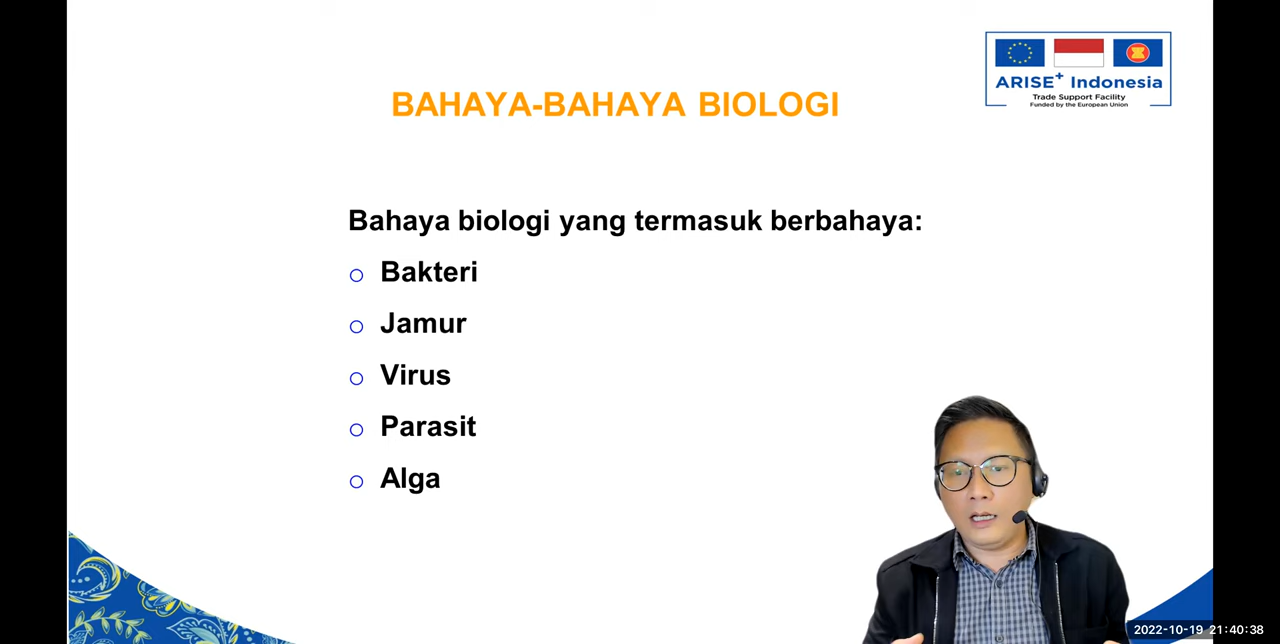 ARISE+ Indonesia
Trade Support Facility
Funded by the European Union
BAHAYA-BAHAYA BIOLOGI
Bahaya biologi yang termasuk berbahaya:
Bakteri
Jamur
Virus
Parasit
Alga
2022-10-19 21:40:38